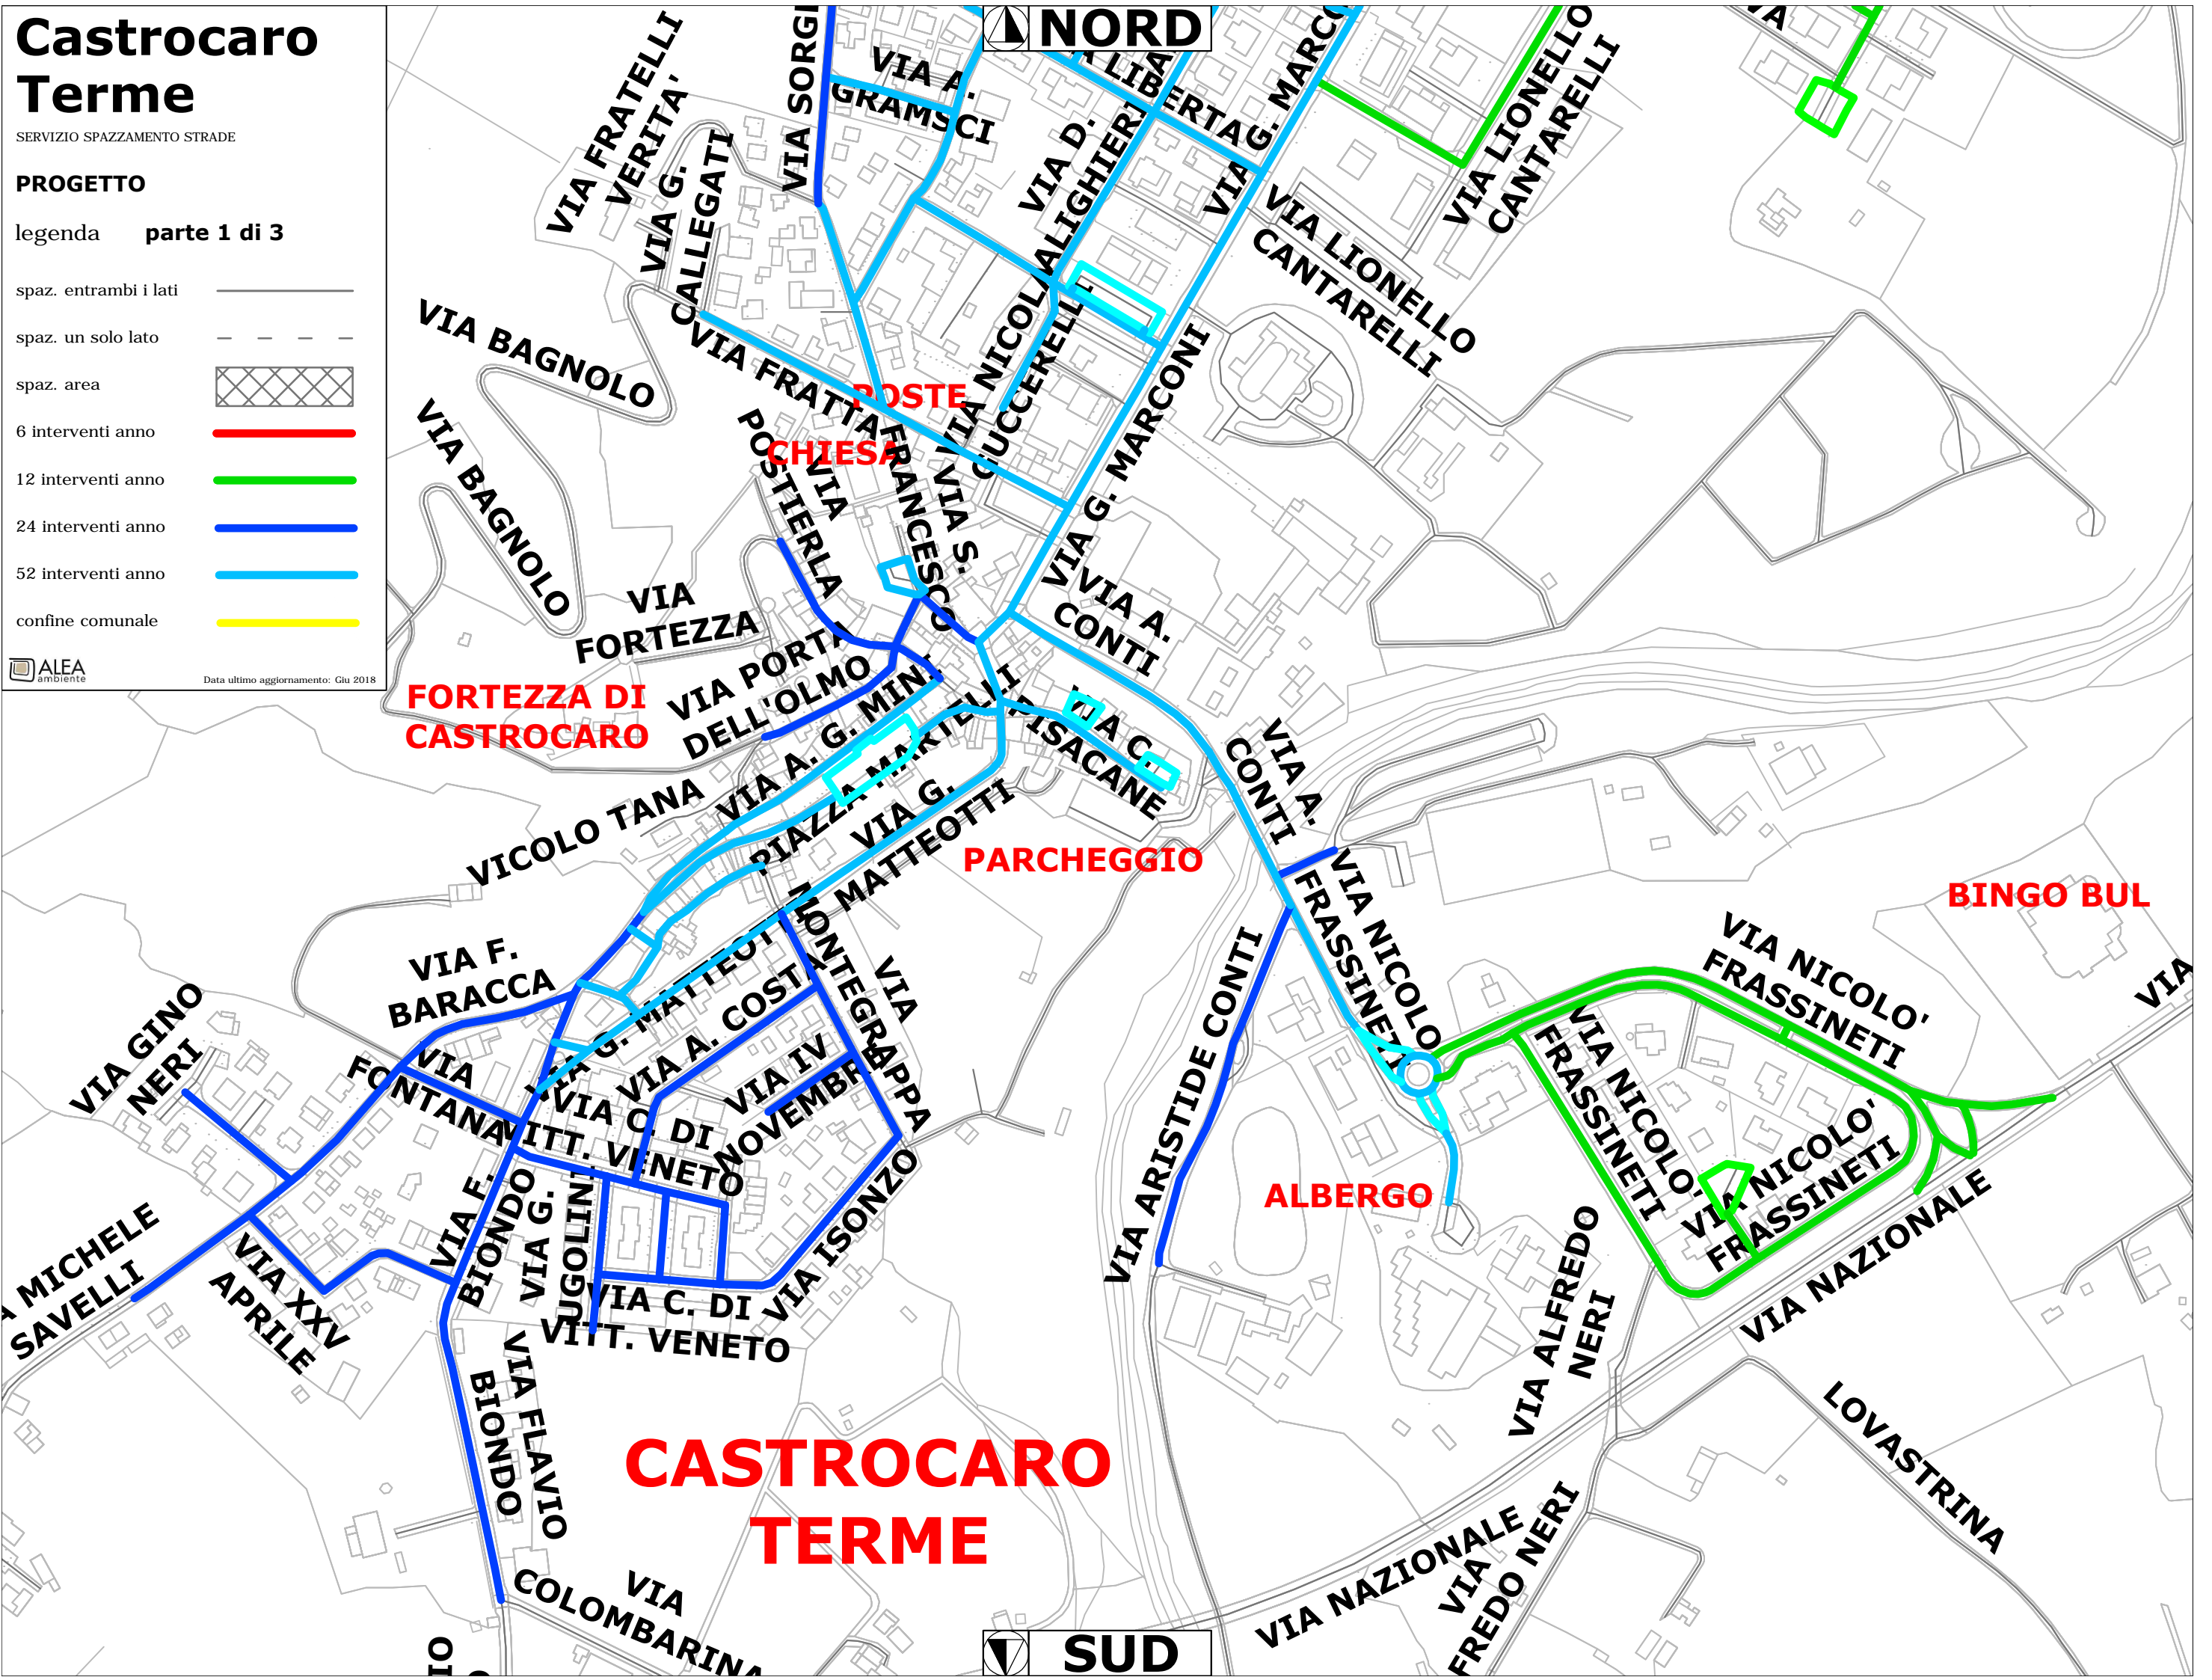 Castrocaro
Terme
SERVIZIO SPAZZAMENTO STRADE
PROGETTO
legenda parte 1 di 3
spaz. entrambi i lati
spaz. un solo lato
spaz. area
6 interventi anno
12 interventi anno
24 interventi anno
52 interventi anno
confine comunale
ALEA
ambiente
Data ultimo aggiornamento: Giu 2018
NORD
VIA FRATELLI
VERITA'
VIA G.
CALLEGATI
VIA SORGI
VIA A.
GRAMSCI
A LIBERTA
VIA D.
ALIGHIERI
VIA G. MARCO
VIA LIONELLO
CANTARELLI
VIA LIONELLO
CANTARELLI
VIA BAGNOLO
VIA BAGNOLO
VIA FRATTA
POSTE
CHIESA
VIA NICOLA
GUCCERELLI
VIA G. MARCONI
VIA
POSTIERLA
VIA S.
FRANCESCO
VIA
FORTEZZA
VIA PORTA
DELL'OLMO
FORTEZZA DI
CASTROCARO
VIA A.
CONTI
VIA A. G. MINI
PIAZZA MARTELLI
VIA C.
PISACANE
VIA A.
CONTI
VICOLO TANA
VIA G.
MATTEOTTI
PARCHEGGIO
VIA NICOLO'
FRASSINETI
BINGO BUL
VIA NICOLO'
FRASSINETI
VIA
VIA F.
BARACCA
VIA G. MATTEOTTI
VIA
MONTEGRAPPA
VIA GINO
NERI
VIA
FONTANA
VIA A. COSTA
VIA IV
NOVEMBRE
VIA C. DI
VITT. VENETO
VIA ARISTIDE CONTI
VIA NICOLO'
FRASSINETI
VIA NICOLO'
FRASSINETI
ALBERGO
VIA F.
BIONDO
VIA G.
UGOLINI
VIA ISONZO
A MICHELE
SAVELLI
VIA XXV
APRILE
VIA C. DI
VITT. VENETO
VIA NAZIONALE
VIA ALFREDO
NERI
VIA FLAVIO
BIONDO
CASTROCARO
TERME
LOVASTRINA
VIA NAZIONALE
VIA
FREDO NERI
VIA
COLOMBARINA
SUD
IO